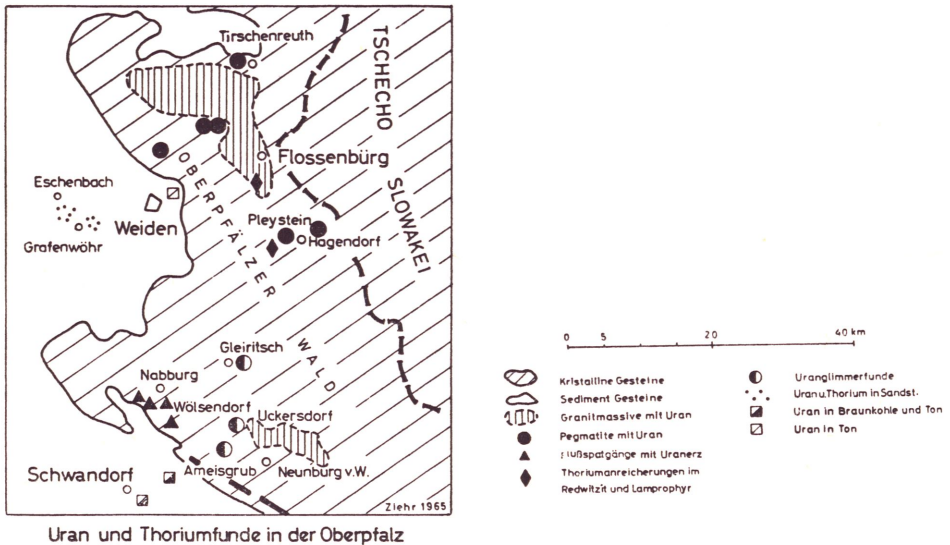 Tirschenreuth
TSCHECHO
SLOWAKEI
Flossenbürg
OBERPFÄLZER
WALD
Eschenbach
Weiden
Grafenwöhr
Pleystein
Hagendorf
Gleiritsch
Nabburg
Wölsendorf
Uckersdorf
Ameisgrub
Neunburg v.W.
Schwandorf
Ziehr 1965
Uran und Thoriumfunde in der Oberpfalz
0 5 20 40 km
Kristalline Gesteine
Sediment Gesteine
Granitmassive mit Uran
Pegmatite mit Uran
Flußspatgänge mit Uranerz
Thoriumanreicherungen im
Redwitzit und Lamprophyr
Uranglimmerfunde
Uran u. Thorium in Sandst.
Uran in Braunkohle und Ton
Uran in Ton